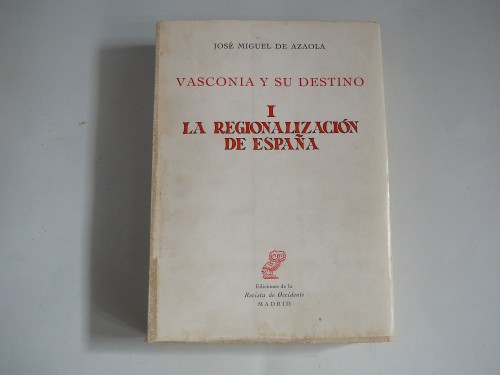 JOSÉ MIGUEL DE AZAOLA
VASCONIA Y SU DESTINO
I
LA REGIONALIZACIÓN
DE ESPAÑA
Ediciones de la
Revista de Occidente
MADRID